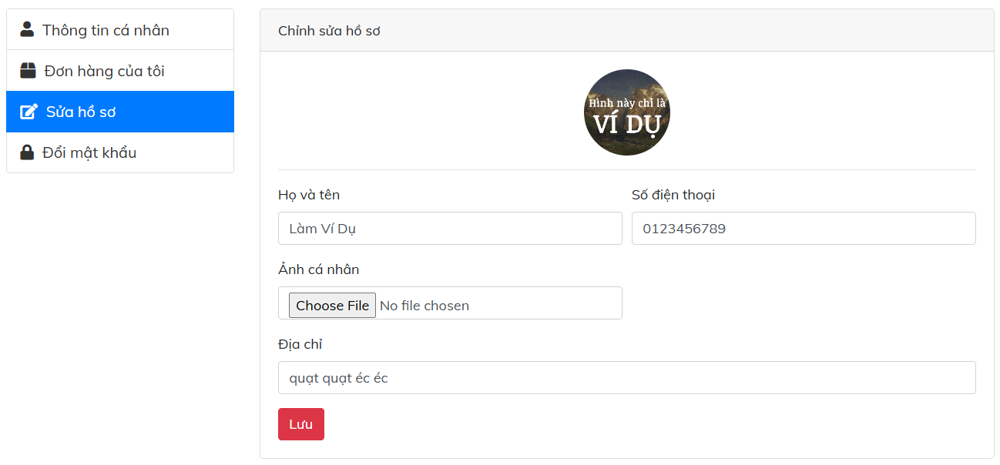 Thông tin cá nhân
Đơn hàng của tôi
Sửa hồ sơ
Đổi mật khẩu
Chỉnh sửa hồ sơ
Hình này chỉ là
VÍ DỤ
Họ và tên
Số điện thoại
Làm Ví Dụ
0123456789
Ảnh cá nhân
Choose File No file chosen
Địa chỉ
quạt quạt éc éc
Lưu